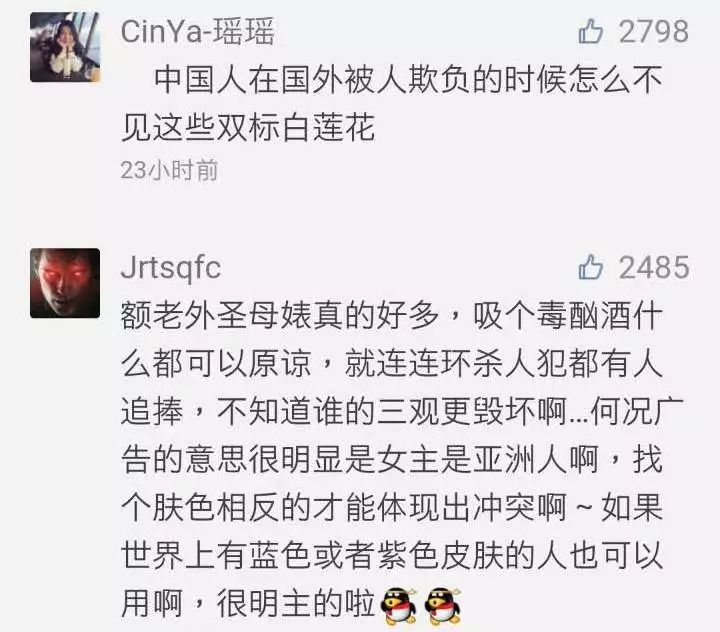 CinYa-瑶瑶 2798
中国人在国外被人欺负的时候怎么不
见这些双标白莲花
23小时前
Jrtsqfc 2485
额老外圣母婊真的好多，吸个毒酗酒什
么都可以原谅，就连连环杀人犯都有人
追捧，不知道谁的三观更毁坏啊...何况广
告的意思很明显是女主是亚洲人啊，找
个肤色相反的才能体现出冲突啊～如果
世界上有蓝色或者紫色皮肤的人也可以
用啊，很明主的啦